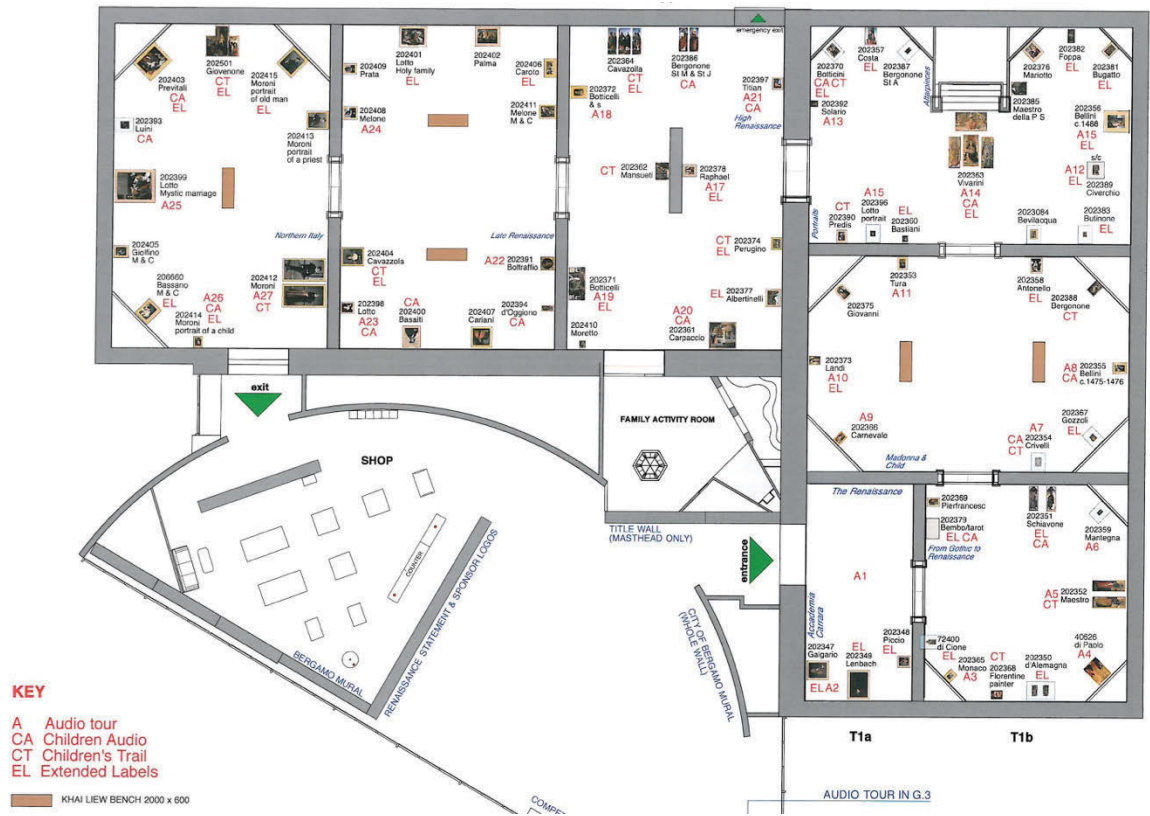 202403
Previtali
CA
EL
202501
Giovenone
CT
EL
202415
Moroni
portrait
of old man
EL
202393
Luini
CA
202413
Moroni
portrait
of a priest
202399
Lotto
Mystic marriage
A25
Northern Italy
202405
Giolfino
M & C
206660
Bassano
M & C
EL
202414
Moroni
portrait of a child
A26
CA
EL
202412
Moroni
A27
CT
202409
Prata
202401
Lotto
Holy family
EL
202402
Palma
202406
Caroto
EL
202408
Melone
A24
202411
Melone
M & C
Late Renaissance
202404
Cavazzola
CT
EL
A22
202391
Boltraffio
202398
Lotto
A23
CA
CA
202400
Basaiti
202407
Cariani
202394
d'Oggiono
CA
202364
Cavazolla
CT
EL
202386
Bergonone
St M & St J
CA
emergency exit
202372
Botticelli
& s
A18
202397
Titian
A21
CA
High
Renaissance
CT
202362
Mansueti
202378
Raphael
A17
EL
CT
EL
202374
Perugino
202371
Botticelli
A19
EL
EL
202377
Albertinelli
202410
Moretto
A20
CA
202361
Carpaccio
202370
Botticini
CA CT
EL
202357
Costa
EL
202387
Bergonone
St A
202392
Solario
A13
Altarpieces
202376
Mariotto
202382
Foppa
EL
202381
Bugatto
EL
202385
Maestro
della P S
202356
Bellini
c.1488
A15
EL
s/c
A12
EL
202389
Civerchio
202363
Vivarini
A14
CA
EL
Portraits
CT
202390
Predis
A15
202396
Lotto
portrait
EL
202360
Bastiani
2023084
Bevilacqua
202383
Butinone
EL
202353
Tura
A11
202375
Giovanni
202358
Antonello
EL
202388
Bergonone
CT
202373
Landi
A10
EL
A8
CA
202355
Bellini
c.1475-1476
A9
202366
Carnevale
Madonna &
Child
A7
CA
CT
202354
Crivelli
202367
Gozzoli
EL
The Renaissance
202369
Pierfrancesc
202379
Bembo/tarot
EL CA
From Gothic to
Renaissance
202351
Schiavone
EL
CA
202359
Mantegna
A6
A1
A5
CT
202352
Maestro
Accademia
Carrara
202347
Galgario
EL A2
EL
202349
Lenbach
202348
Piccio
EL
72400
di Cione
EL
202365
Monaco
A3
CT
202368
Florentine
painter
202350
d'Alemagna
EL
40626
di Paolo
A4
T1a
T1b
exit
SHOP
COUNTER
FAMILY ACTIVITY ROOM
TITLE WALL
(MASTHEAD ONLY)
entrance
CITY OF BERGAMO MURAL
(WHOLE WALL)
BERGAMO MURAL
RENAISSANCE STATEMENT & SPONSOR LOGOS
KEY
A Audio tour
CA Children Audio
CT Children's Trail
EL Extended Labels
KHAI LIEW BENCH 2000 x 600
AUDIO TOUR IN G.3